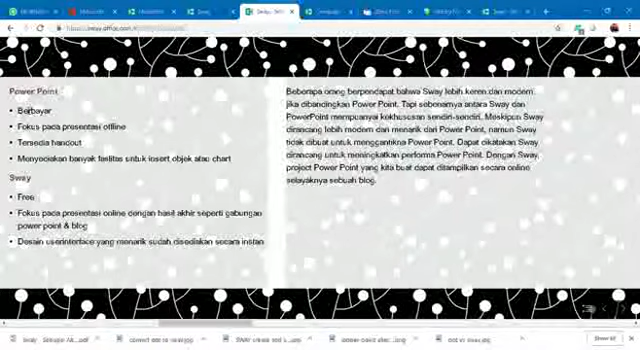 Power Point
• Berbayar
• Fokus pada presentasi offline
• Tersedia handout
• Menyediakan banyak fasilitas untuk insert objek atau chart
Sway
• Free
• Fokus pada presentasi online dengan hasil akhir seperti gabungan
power point & blog
• Desain userinterface yang menarik sudah disediakan secara instan
Beberapa orang berpendapat bahwa Sway lebih keren dan modern
jika dibandingkan Power Point. Tapi sebenarnya antara Sway dan
PowerPoint mempunyai kekhususan sendiri-sendiri. Meskipun Sway
dirancang lebih modern dan menarik dari Power Point, namun Sway
tidak dibuat untuk menggantikna Power Point. Dapat dikatakan Sway
dirancang untuk meningkatkan performa Power Point. Dengan Sway,
project Power Point yang kita buat dapat ditampilkan secara online
selayaknya sebuah blog.
Show all